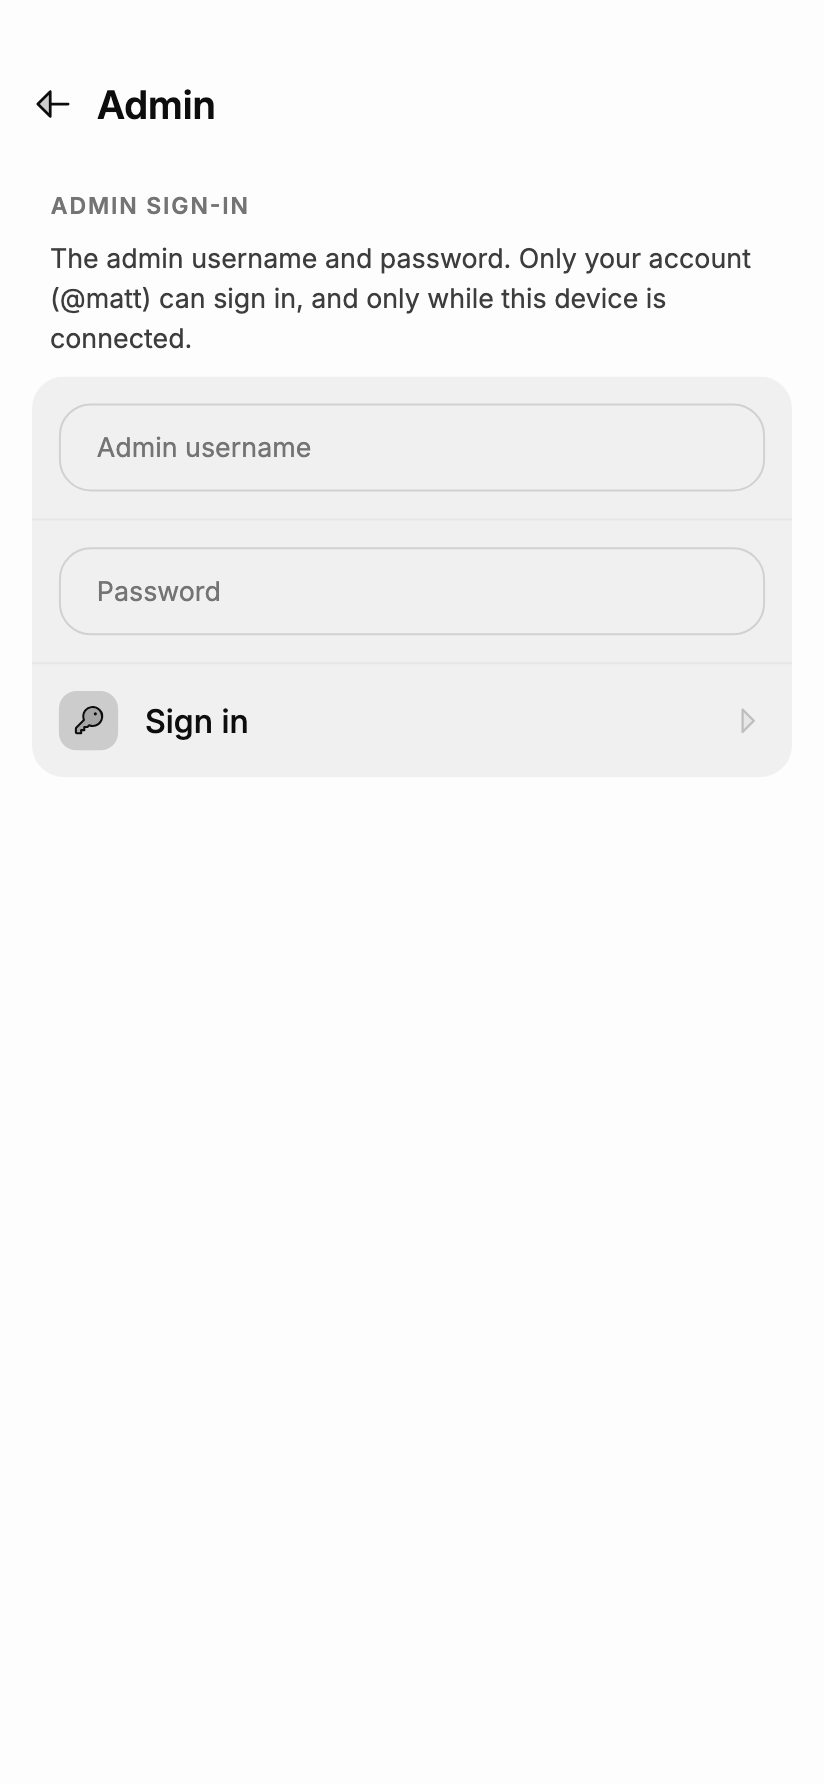 Admin
ADMIN SIGN-IN
The admin username and password. Only your account
(@matt) can sign in, and only while this device is
connected.
Admin username
Password
Sign in